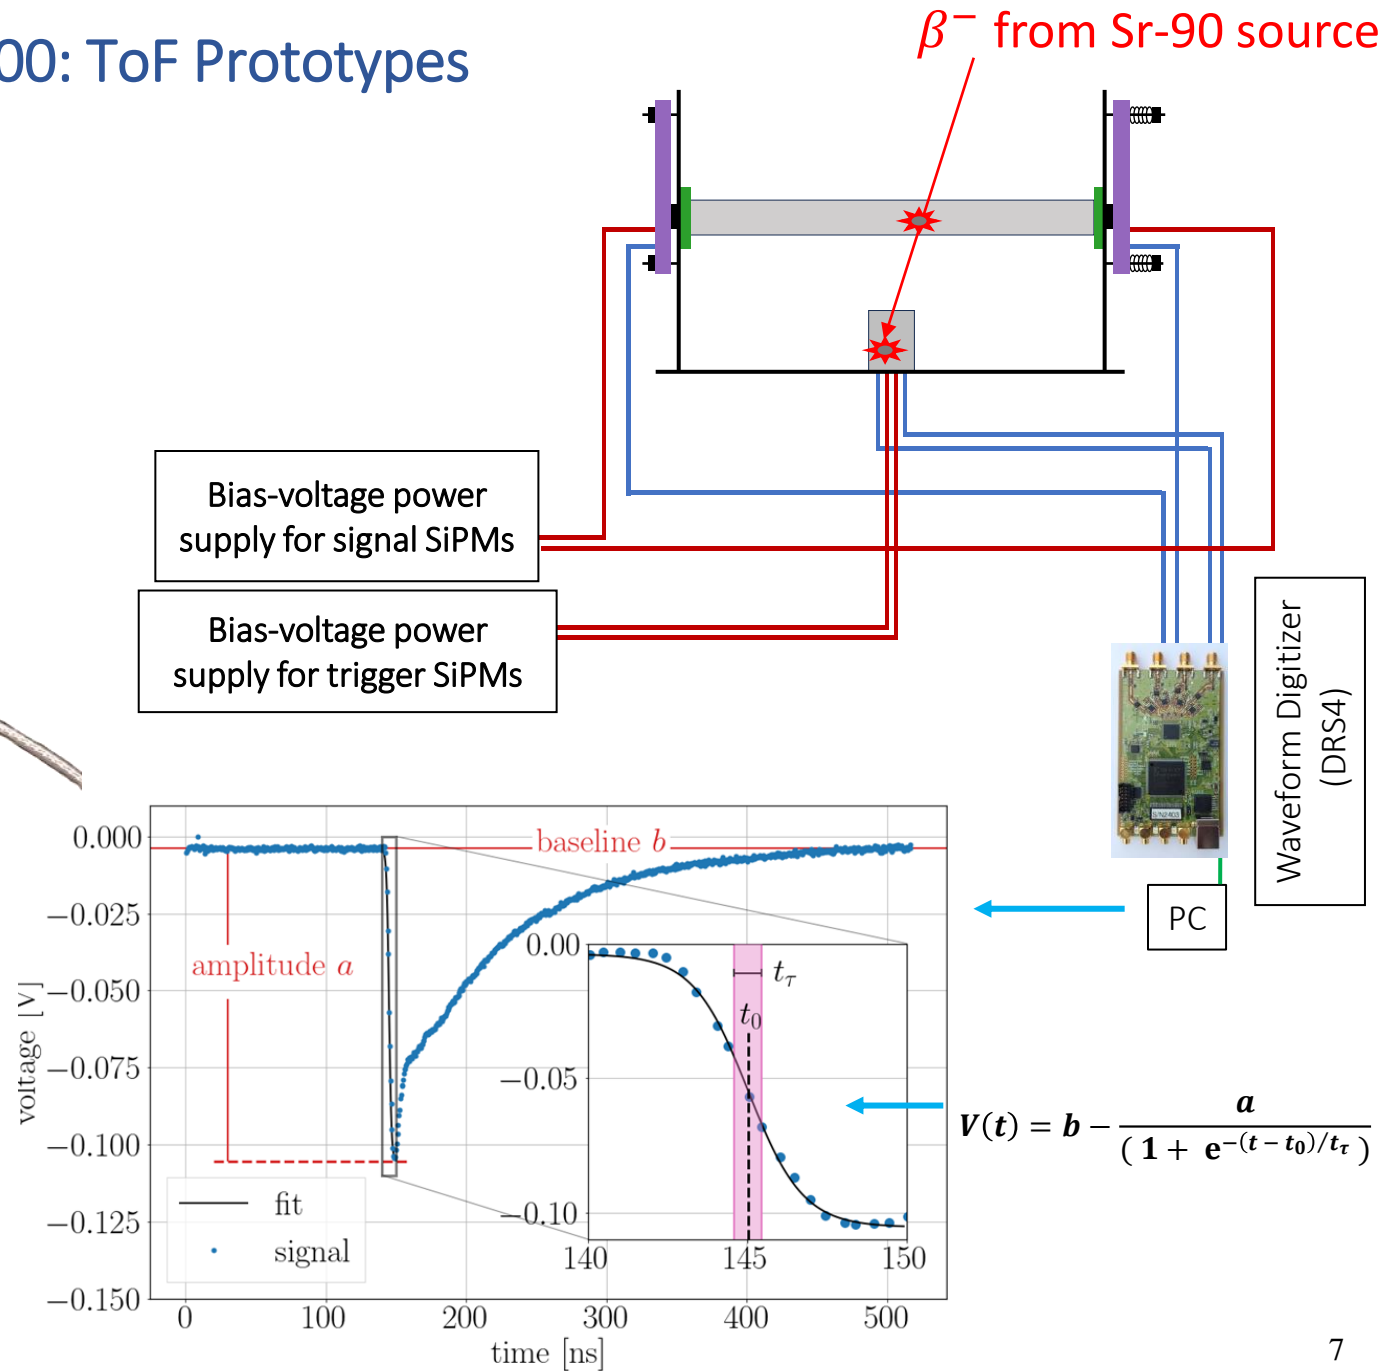 00: ToF Prototypes
β⁻ from Sr-90 source
Bias-voltage power
supply for signal SiPMs
Bias-voltage power
supply for trigger SiPMs
Waveform Digitizer
(DRS4)
PC
baseline b
amplitude a
0.000
−0.025
−0.050
−0.075
−0.100
−0.125
−0.150
voltage [V]
0 100 200 300 400 500
time [ns]
fit
signal
0.00
−0.05
−0.10
140 145 150
t_τ
t_0
V(t) = b − a / ( 1 + e^{−(t − t_0)/t_τ} )
7